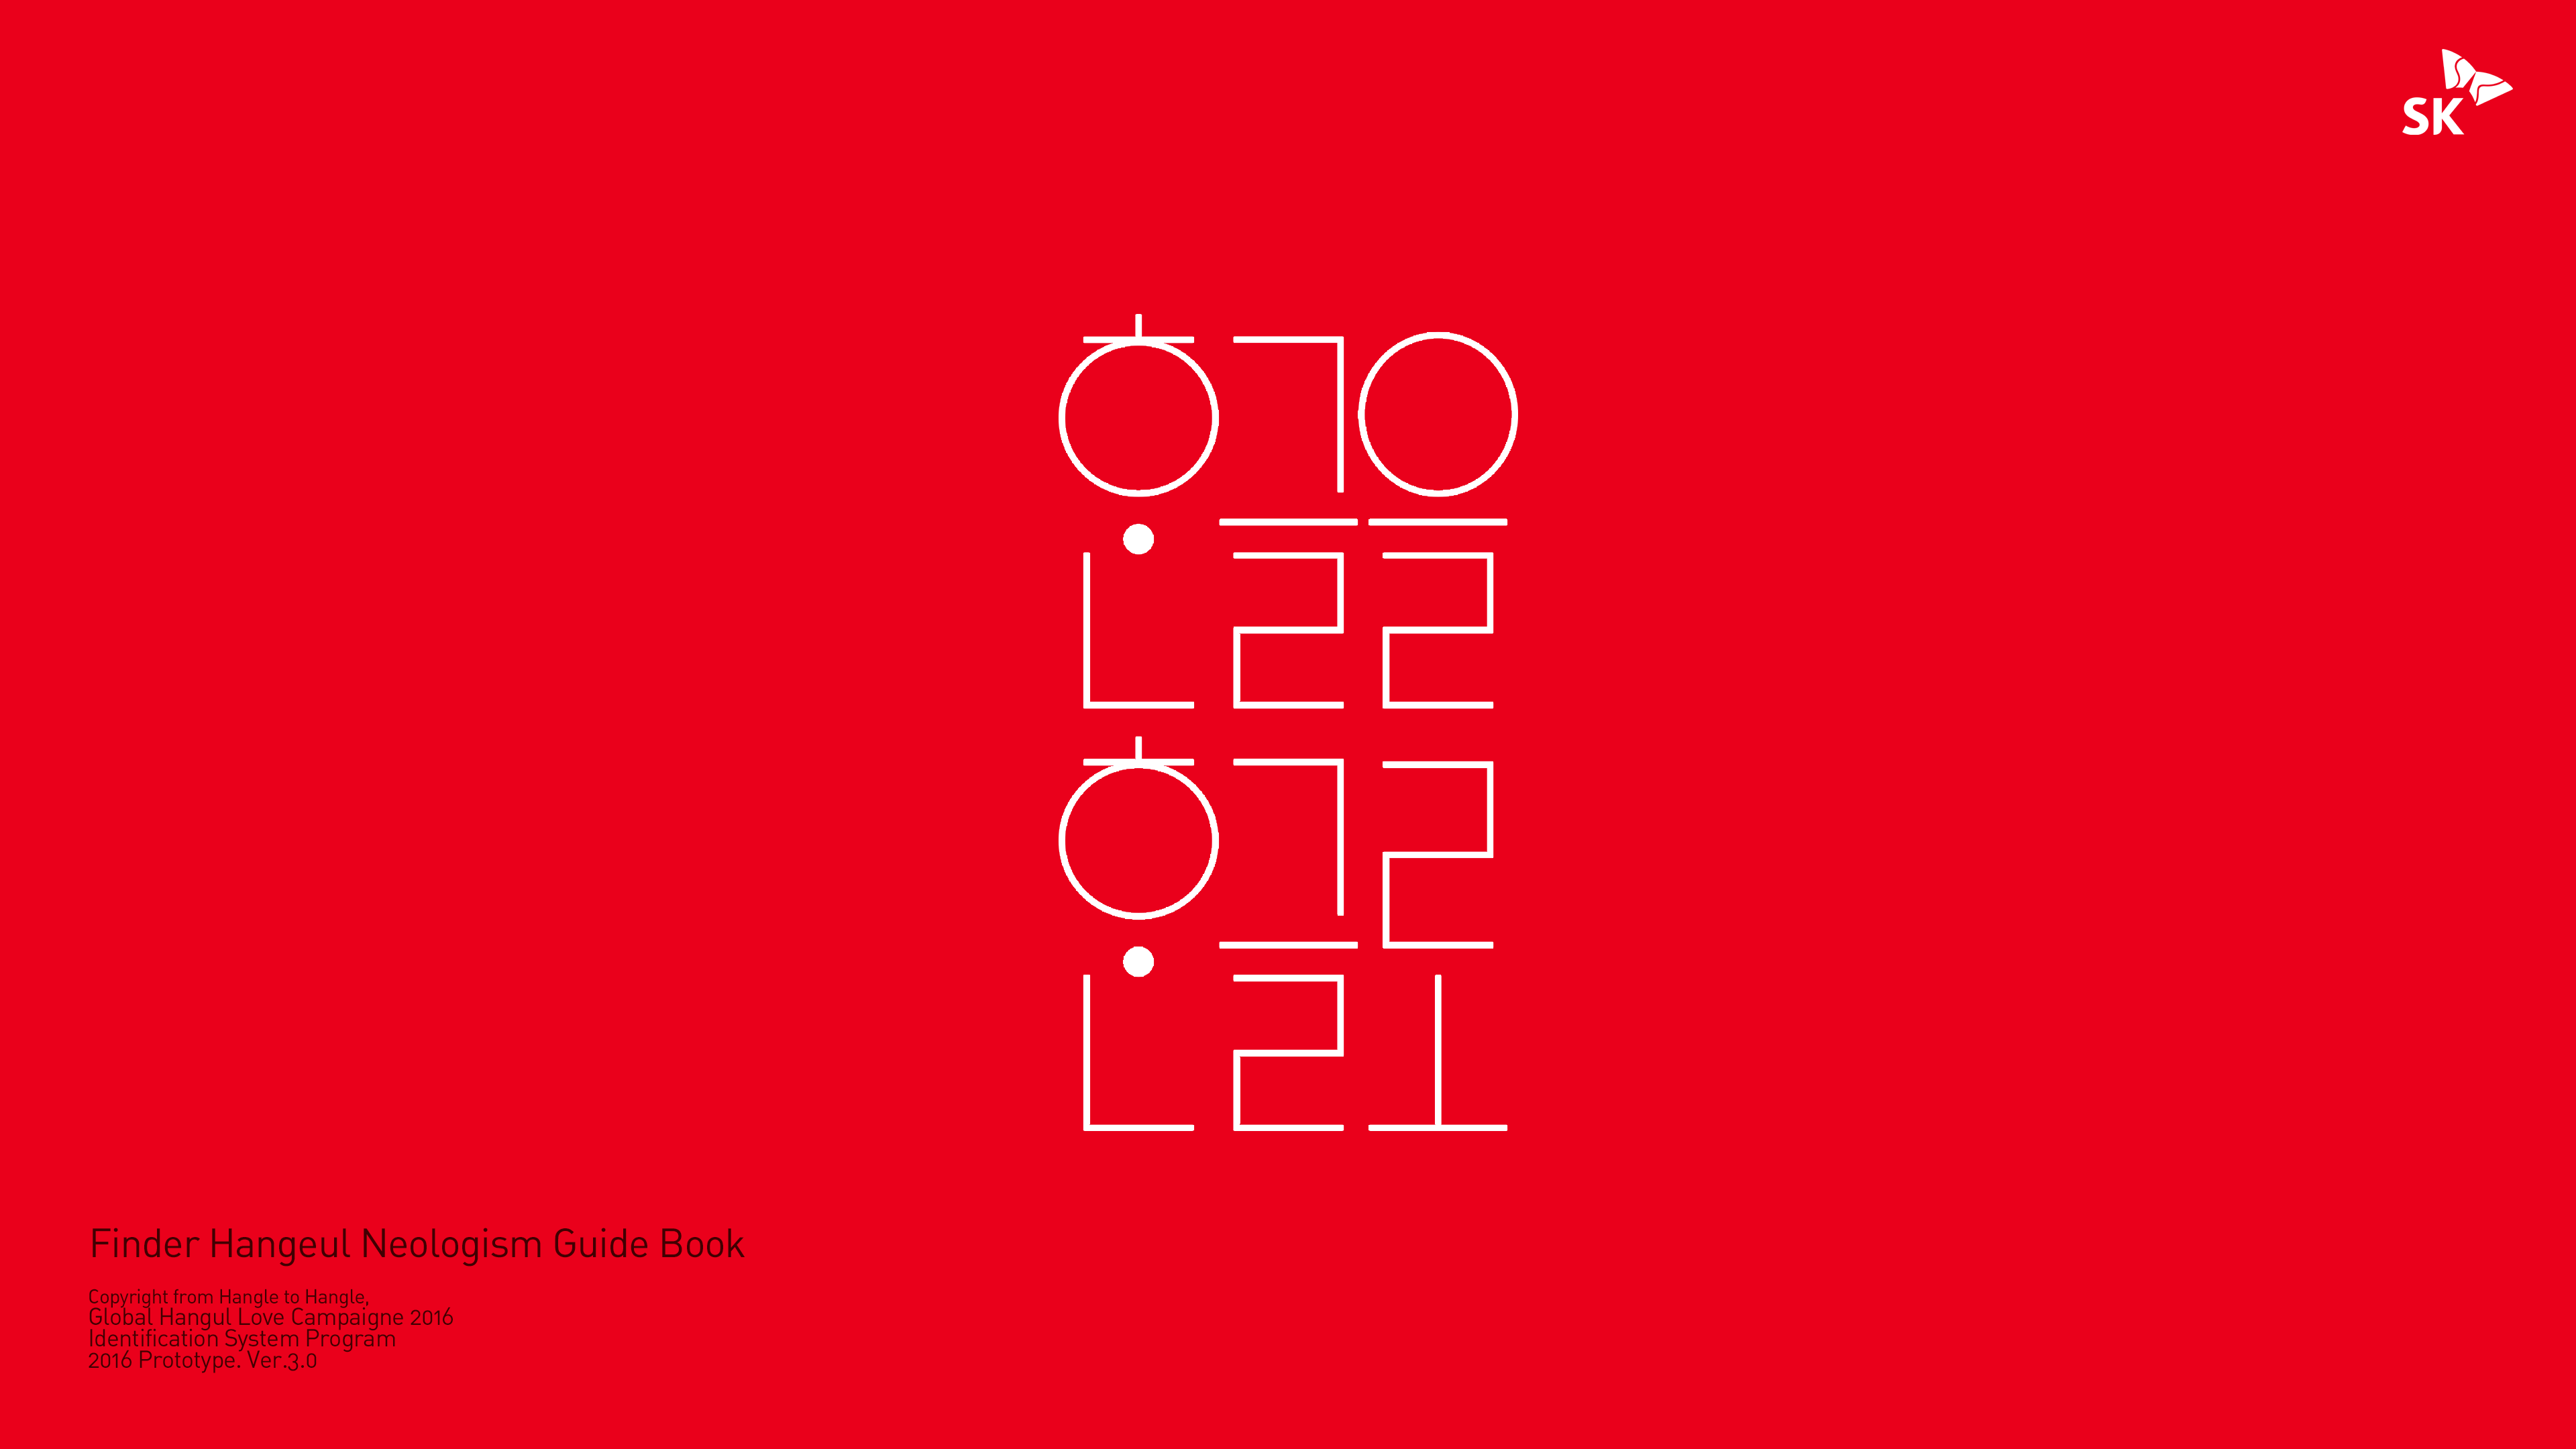 SK
ᄒᆞᆫ글을
ᄒᆞᆫ글로
Finder Hangeul Neologism Guide Book
Copyright from Hangle to Hangle,
Global Hangul Love Campaigne 2016
Identification System Program
2016 Prototype. Ver.3.0